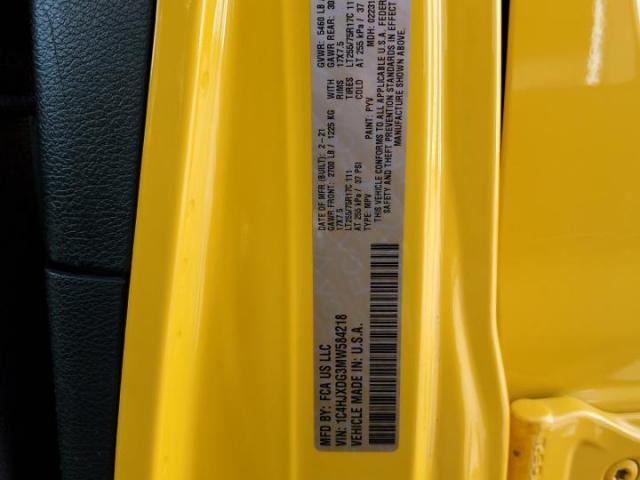 MFD BY: FCA US LLC
DATE OF MFR (BUILT): 2-21
GVWR: 5460 LB
GAWR FRONT: 2700 LB / 1225 KG WITH
GAWR REAR: 30
17X7.5 RIMS 17X7.5
LT255/75R17C 111 TIRES LT255/75R17C 11
AT 255 kPa / 37 PSI COLD AT 255 kPa / 37
TYPE: MPV PAINT: PYV MDH: 02231
THIS VEHICLE CONFORMS TO ALL APPLICABLE U.S.A. FEDER
SAFETY AND THEFT PREVENTION STANDARDS IN EFFECT
MANUFACTURE SHOWN ABOVE.
VIN: 1C4HJXDG3MW584218
VEHICLE MADE IN: U.S.A.